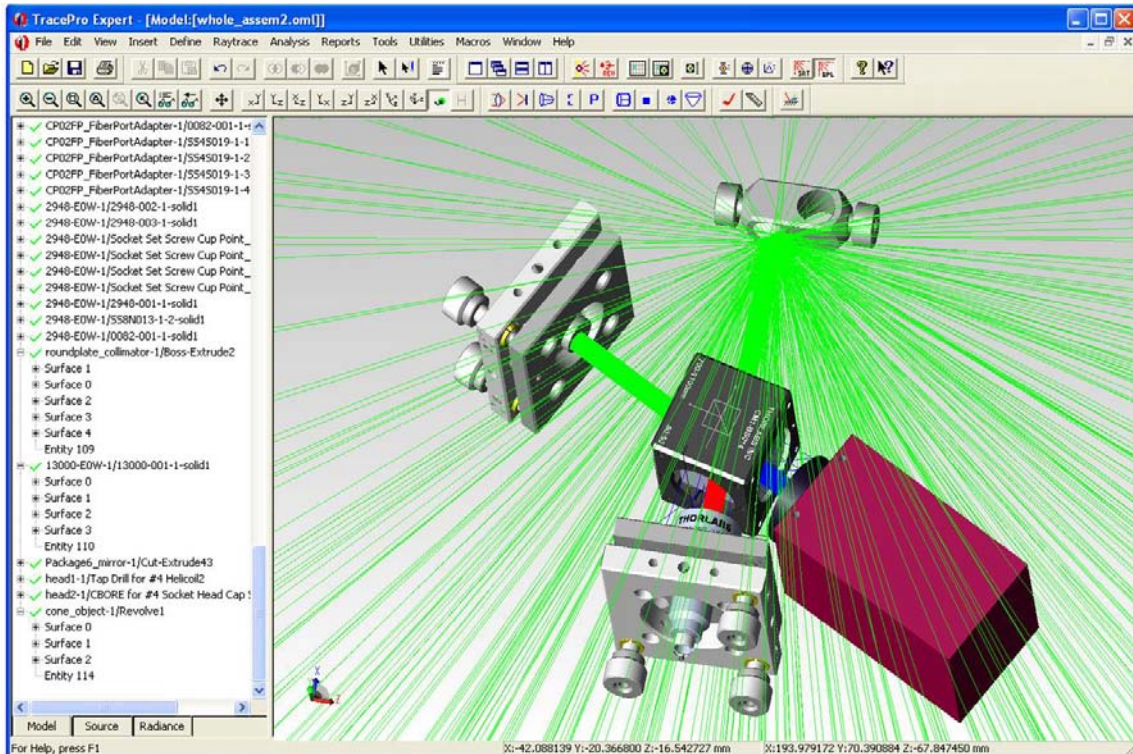 TracePro Expert - [Model:[whole_assem2.oml]]
File Edit View Insert Define Raytrace Analysis Reports Tools Utilities Macros Window Help
CP02FP_FiberPortAdapter-1/0082-001-1-s
CP02FP_FiberPortAdapter-1/SS4S019-1-1
CP02FP_FiberPortAdapter-1/SS4S019-1-2
CP02FP_FiberPortAdapter-1/SS4S019-1-3
CP02FP_FiberPortAdapter-1/SS4S019-1-4
2948-E0W-1/2948-002-1-solid1
2948-E0W-1/2948-003-1-solid1
2948-E0W-1/Socket Set Screw Cup Point_
2948-E0W-1/Socket Set Screw Cup Point_
2948-E0W-1/Socket Set Screw Cup Point_
2948-E0W-1/Socket Set Screw Cup Point_
2948-E0W-1/2948-001-1-solid1
2948-E0W-1/SS8N013-1-2-solid1
2948-E0W-1/0082-001-1-solid1
roundplate_collimator-1/Boss-Extrude2
Surface 1
Surface 0
Surface 2
Surface 3
Surface 4
Entity 109
13000-E0W-1/13000-001-1-solid1
Surface 0
Surface 1
Surface 2
Surface 3
Entity 110
Package6_mirror-1/Cut-Extrude43
head1-1/Tap Drill for #4 Helicoil2
head2-1/CBORE for #4 Socket Head Cap S
cone_object-1/Revolve1
Surface 0
Surface 1
Surface 2
Entity 114
Model Source Radiance
THORLABS
X
Z
For Help, press F1
X:-42.088139 Y:-20.366800 Z:-16.542727 mm
X:193.979172 Y:70.390884 Z:-67.847450 mm